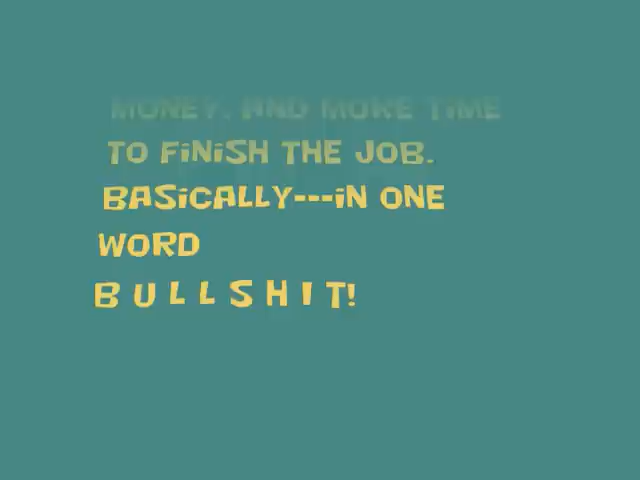 MONEY. AND MORE TIME
TO FINISH THE JOB.
BASICALLY---IN ONE
WORD
B U L L S H I T!